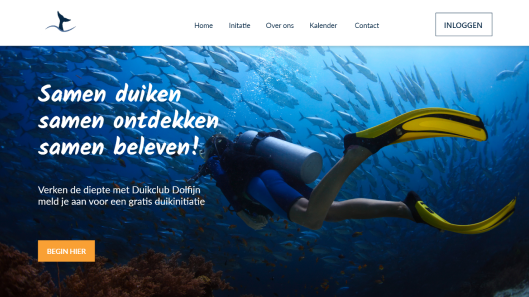 Home Initatie Over ons Kalender Contact INLOGGEN
Samen duiken
samen ontdekken
samen beleven!
Verken de diepte met Duikclub Dolfijn
meld je aan voor een gratis duikinitiatie
BEGIN HIER